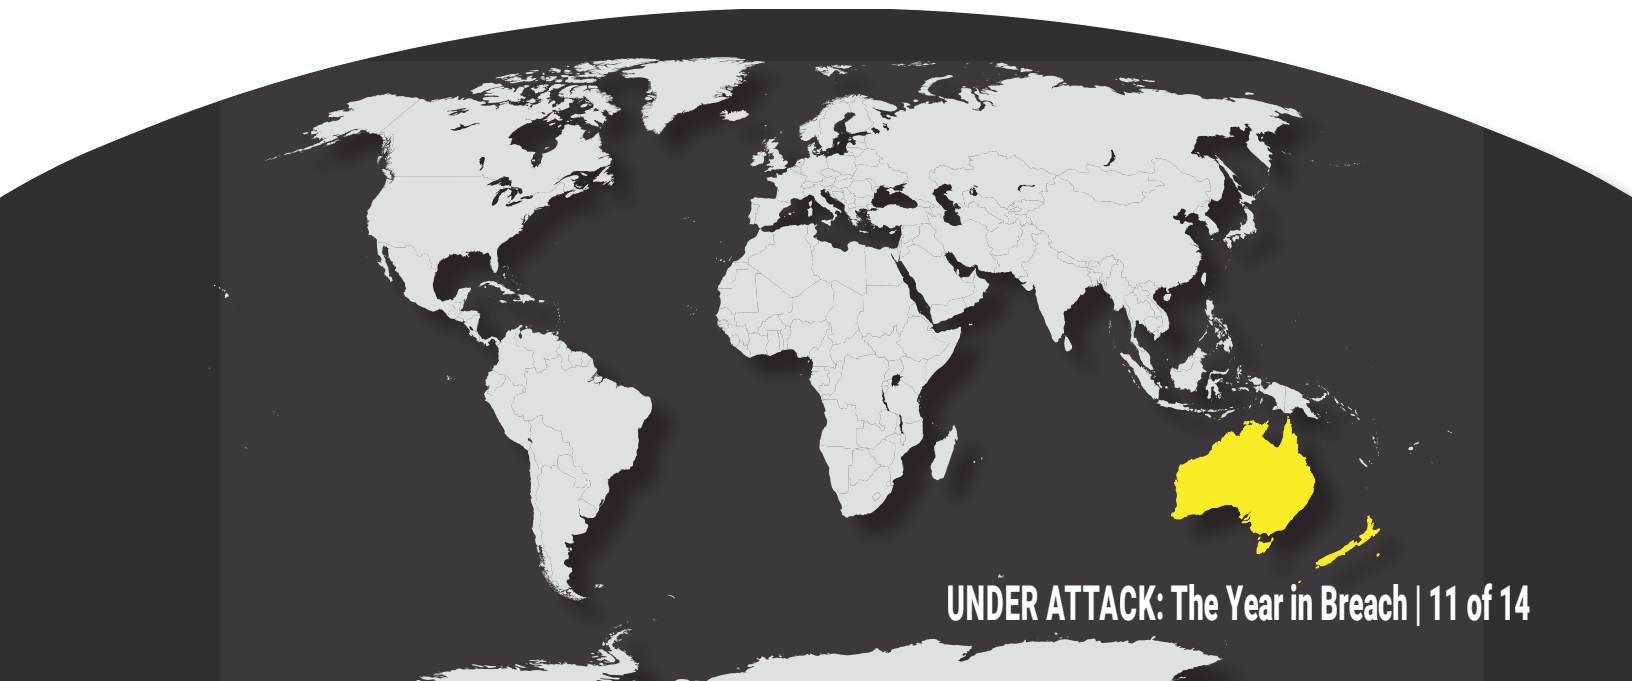 UNDER ATTACK: The Year in Breach | 11 of 14